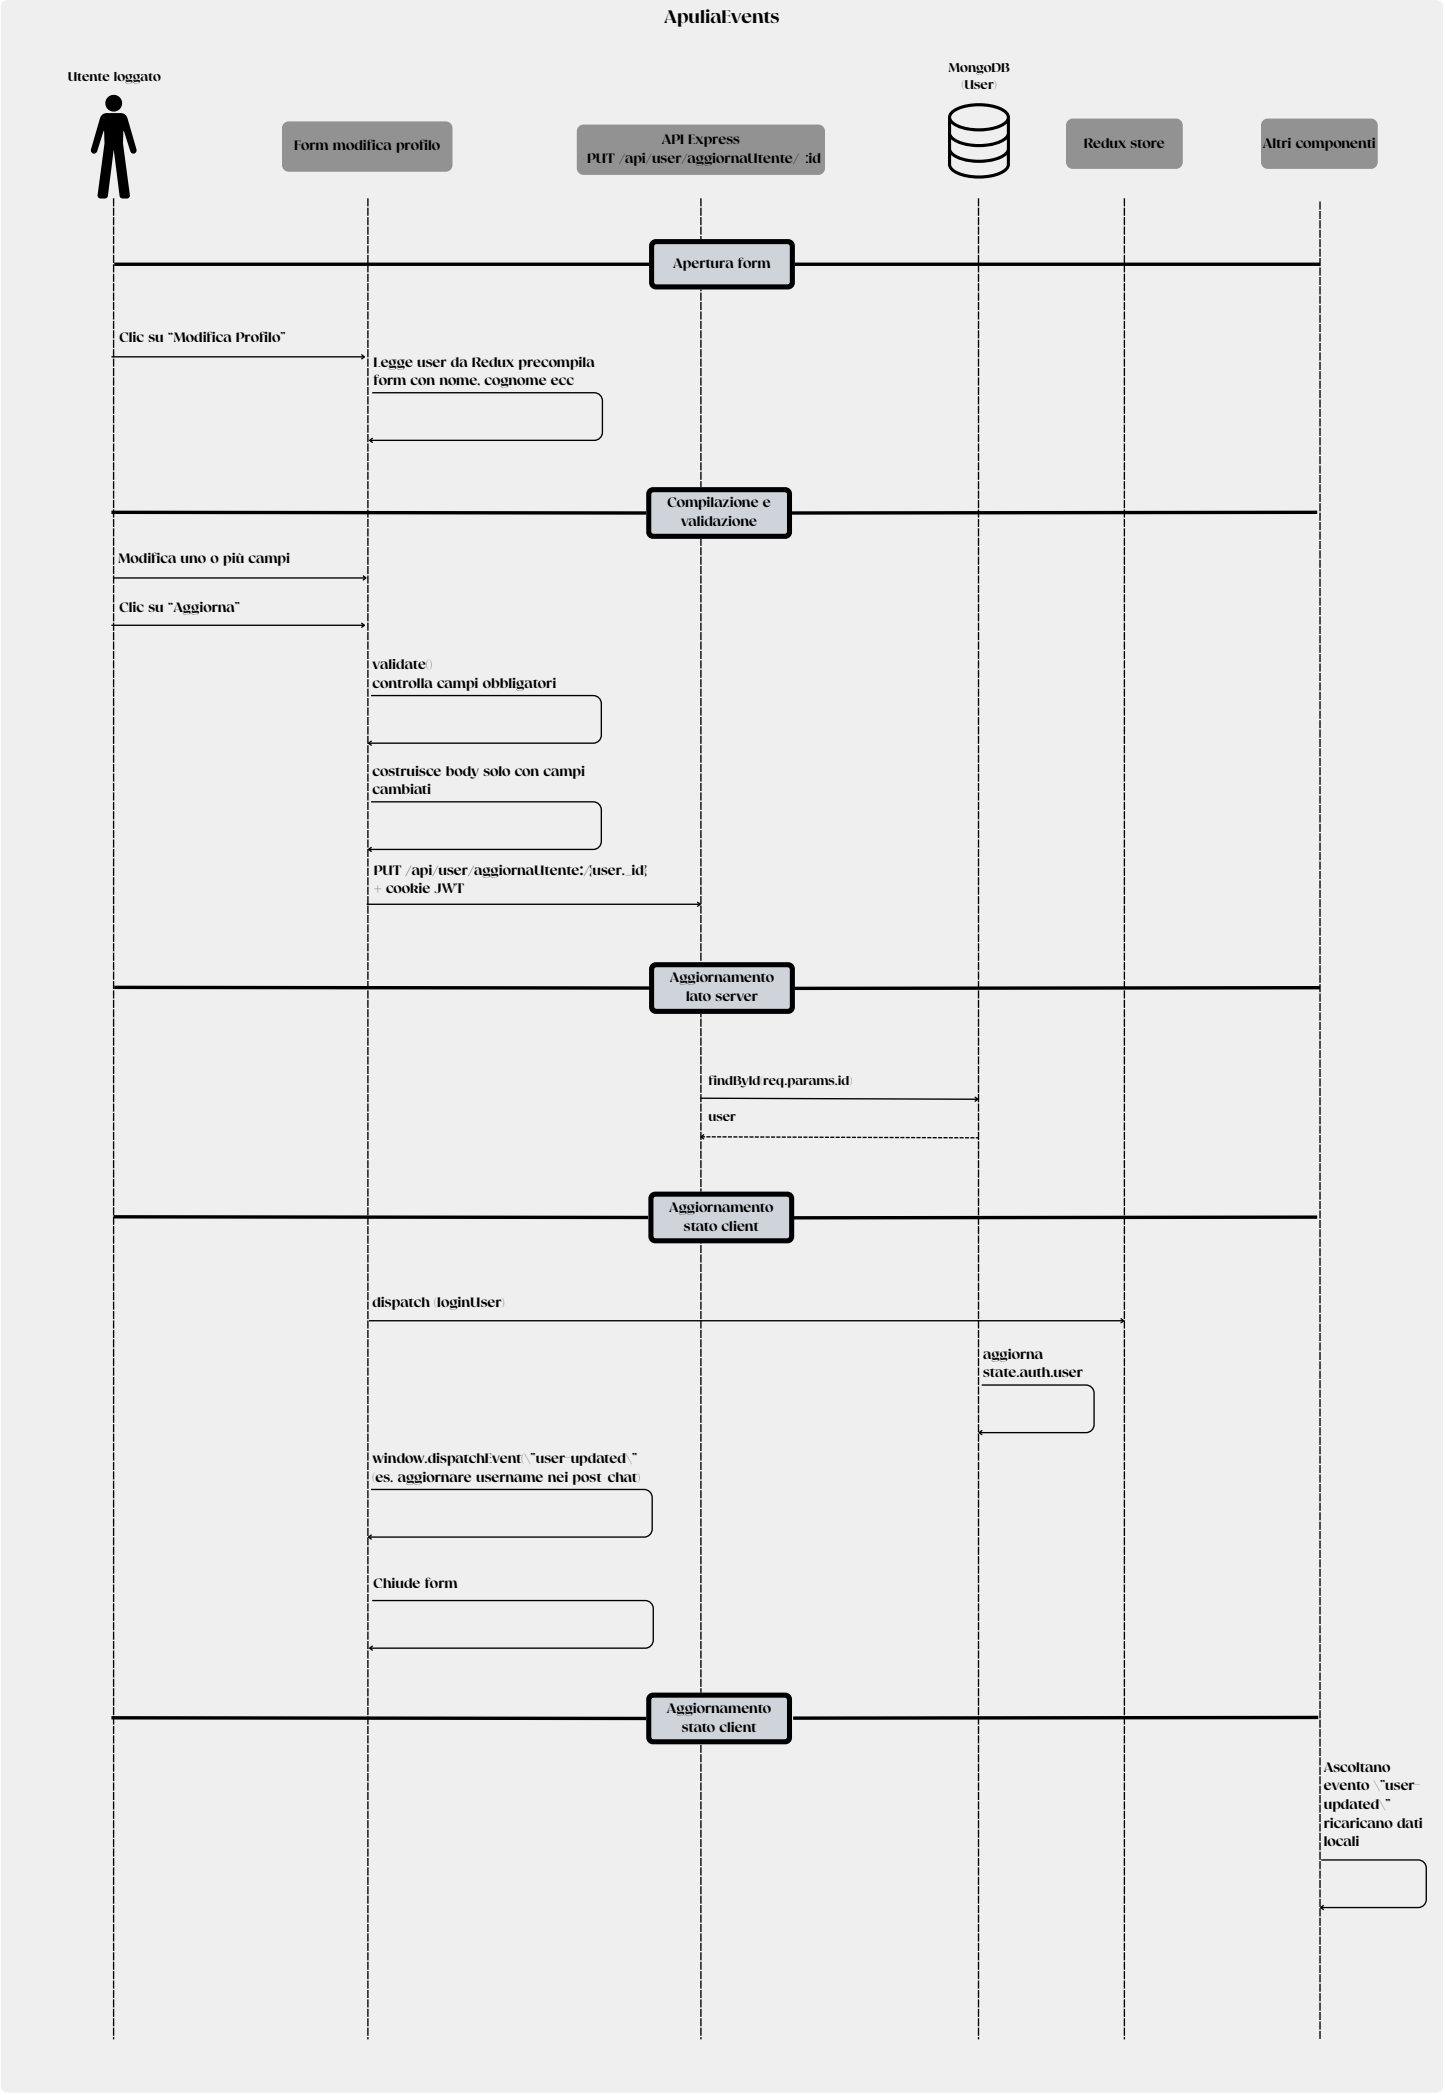 ApuliaEvents
Utente loggato
MongoDB
(User)
Form modifica profilo
API Express
PUT /api/user/aggiornaUtente/ :id
Redux store
Altri componenti
Apertura form
Clic su "Modifica Profilo"
Legge user da Redux precompila
form con nome, cognome ecc
Compilazione e
validazione
Modifica uno o più campi
Clic su "Aggiorna"
validate()
controlla campi obbligatori
costruisce body solo con campi
cambiati
PUT /api/user/aggiornaUtente:/{user._id}
+ cookie JWT
Aggiornamento
lato server
findById(req.params.id)
user
Aggiornamento
stato client
dispatch (loginUser)
aggiorna
state.auth.user
window.dispatchEvent(\"user-updated\"
(es. aggiornare username nei post-chat)
Chiude form
Aggiornamento
stato client
Ascoltano
evento \"user-
updated\"
ricaricano dati
locali